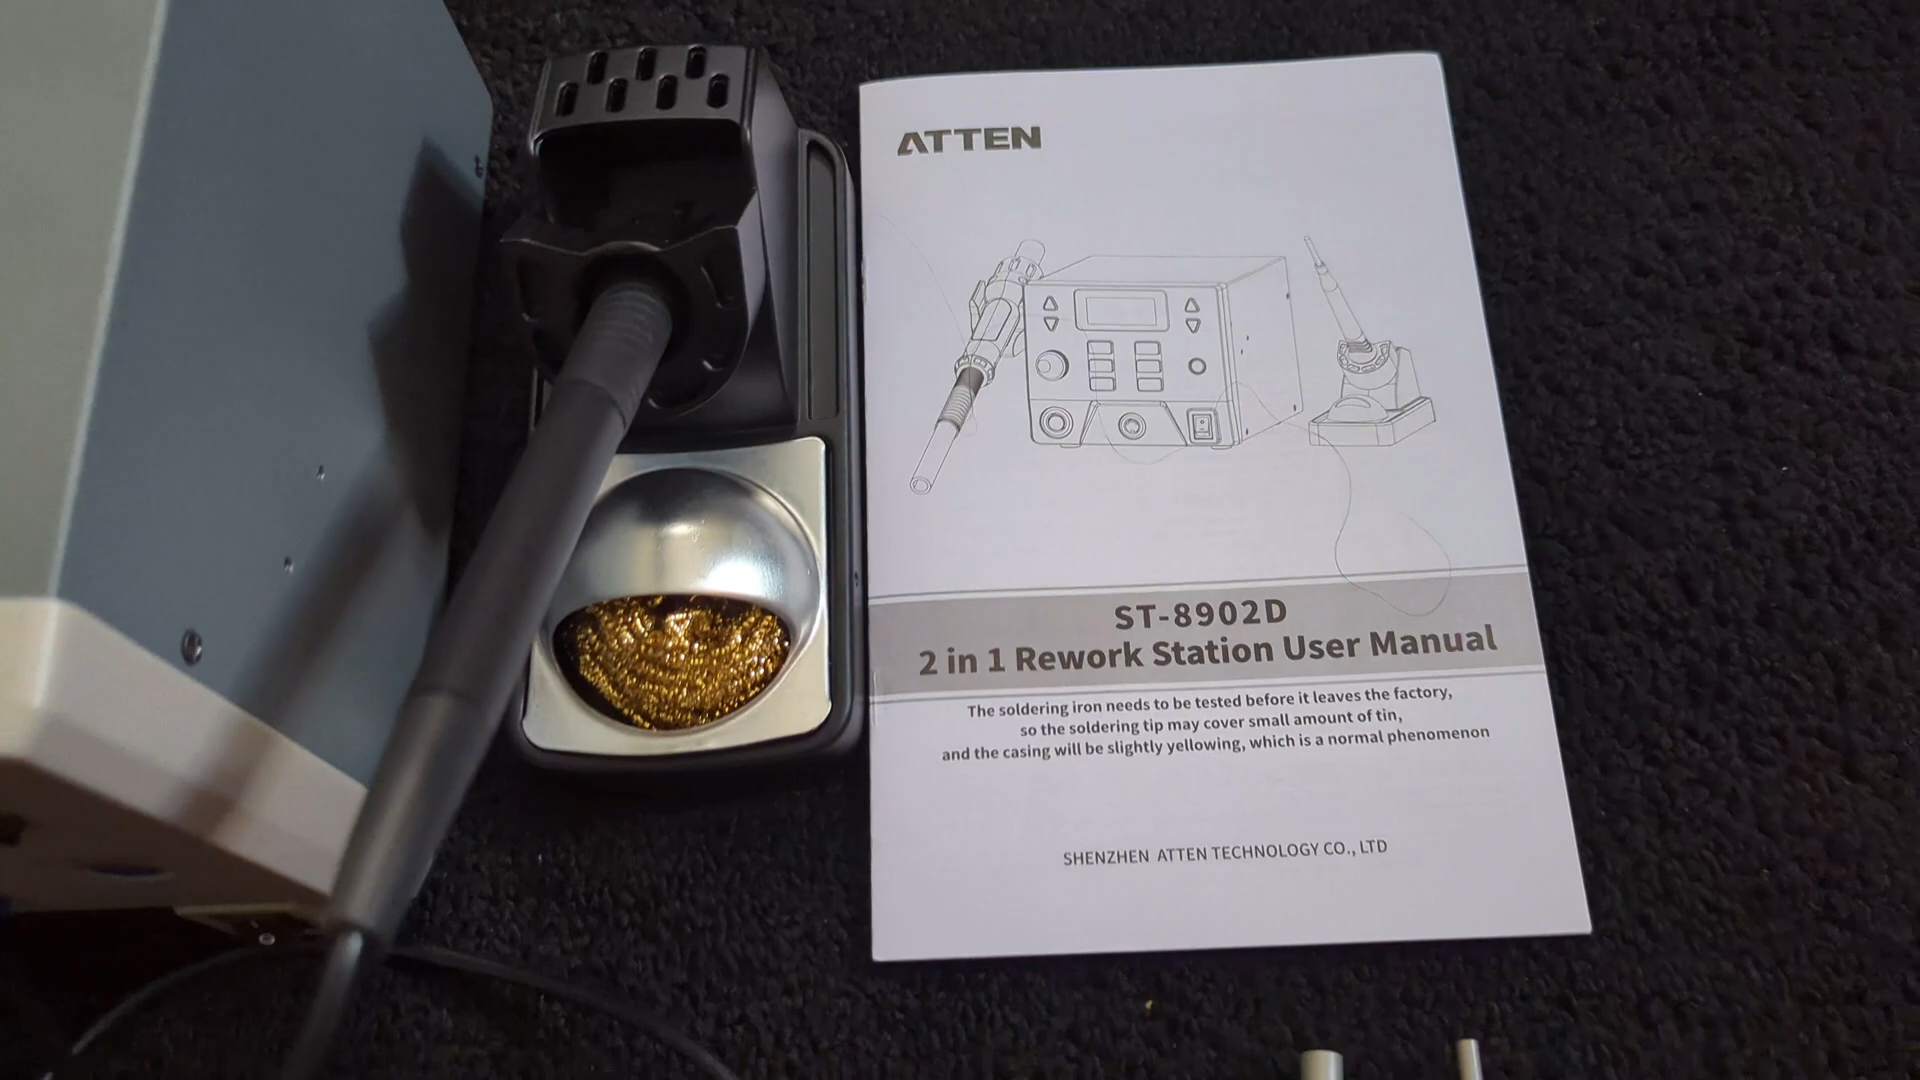 ATTEN
ST-8902D
2 in 1 Rework Station User Manual
The soldering iron needs to be tested before it leaves the factory,
so the soldering tip may cover small amount of tin,
and the casing will be slightly yellowing, which is a normal phenomenon
SHENZHEN ATTEN TECHNOLOGY CO., LTD